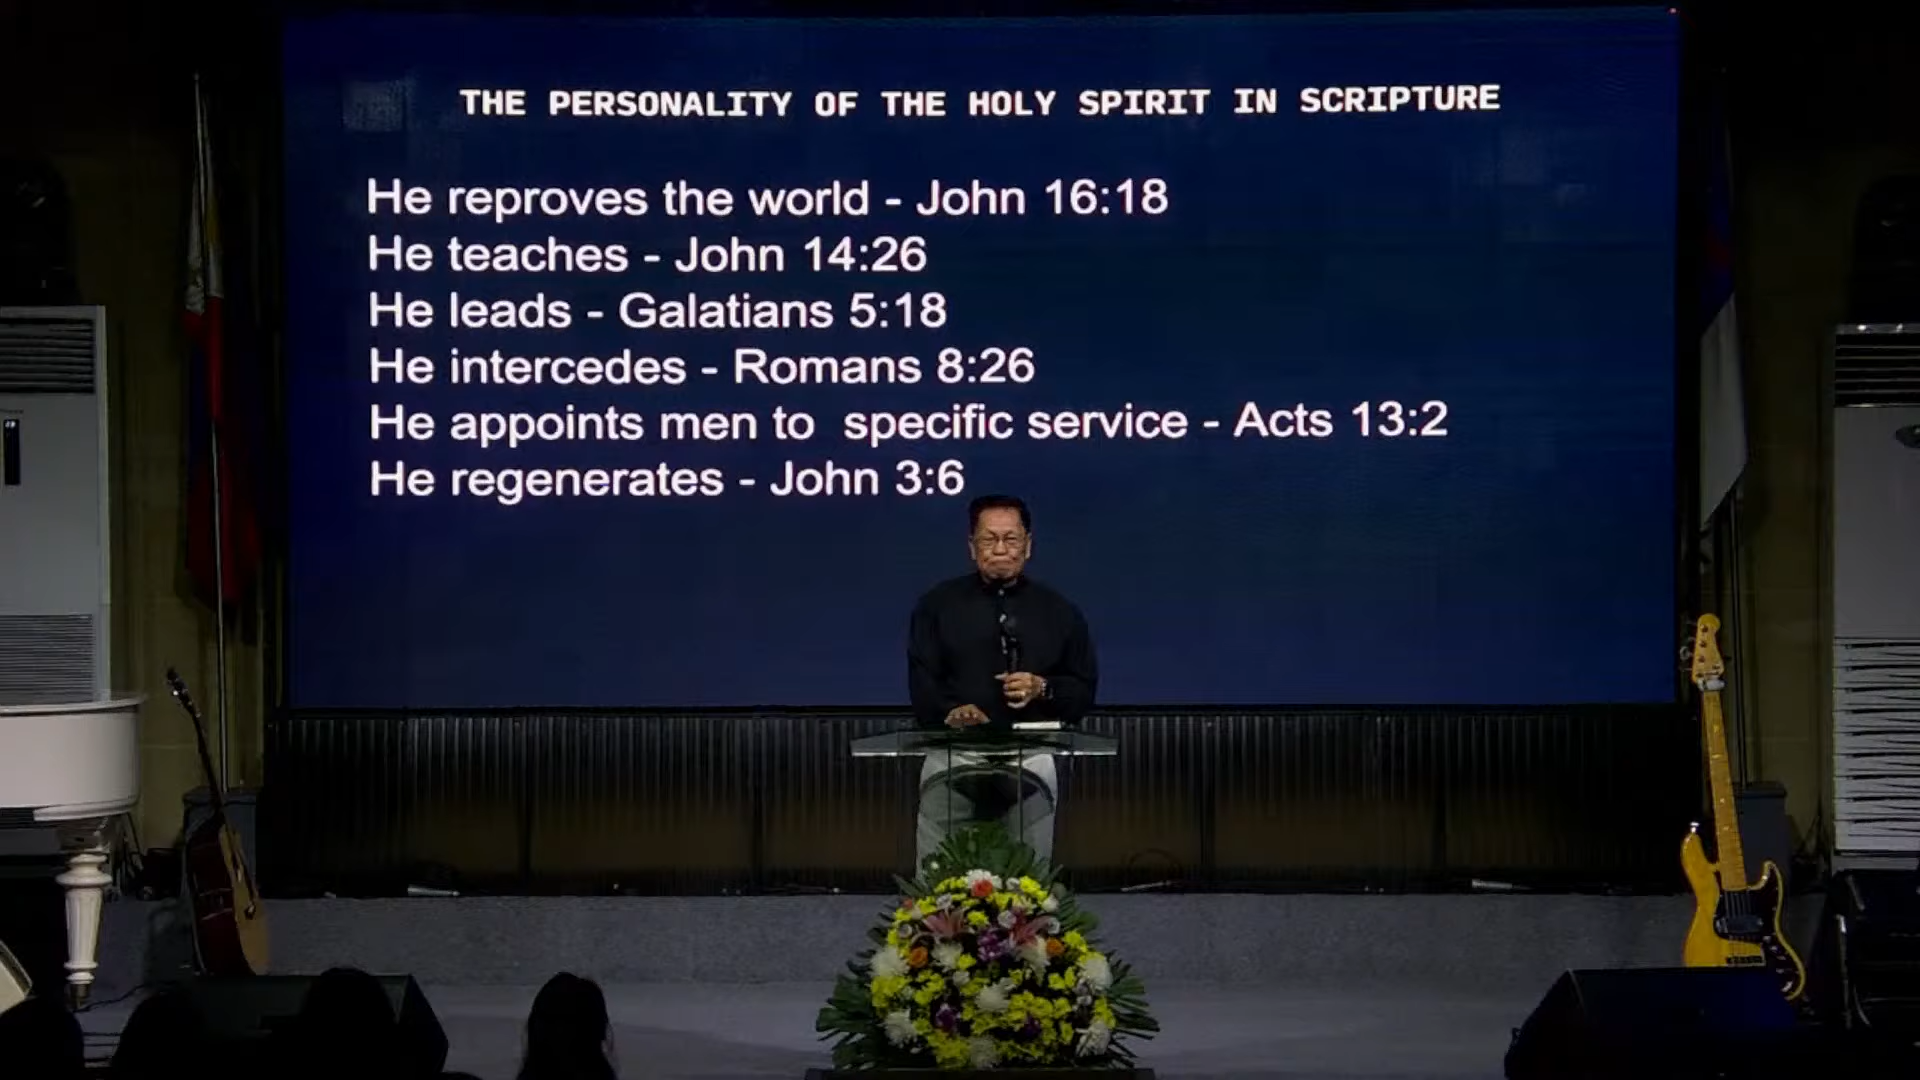 THE PERSONALITY OF THE HOLY SPIRIT IN SCRIPTURE
He reproves the world - John 16:18
He teaches - John 14:26
He leads - Galatians 5:18
He intercedes - Romans 8:26
He appoints men to  specific service - Acts 13:2
He regenerates - John 3:6